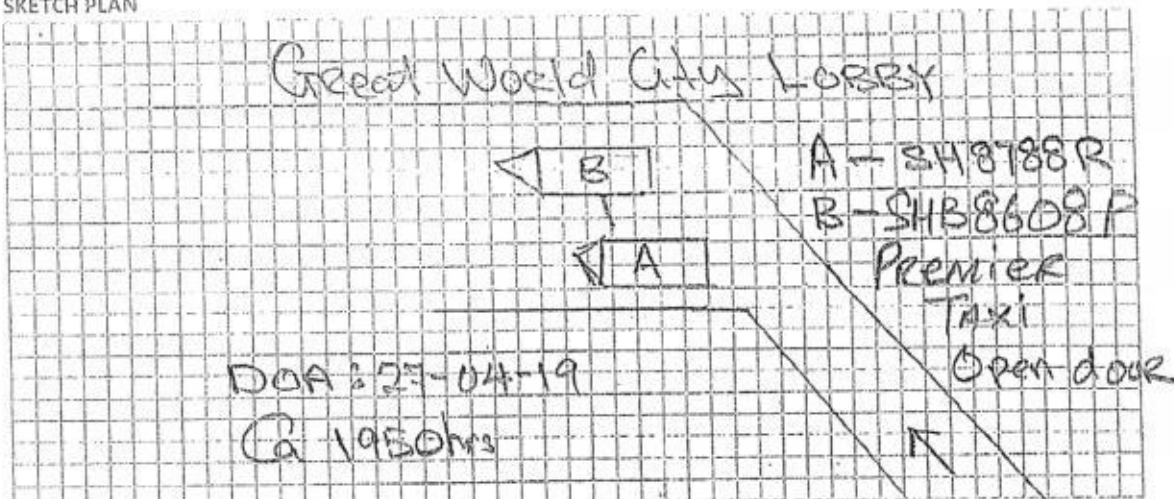 SKETCH PLAN
Great World City LOBBY
B
A
A - SH8788R
B - SHB8608P
PREMiER
TAXi
Open dooR
DOA : 27-04-19
Ca 1950hrs